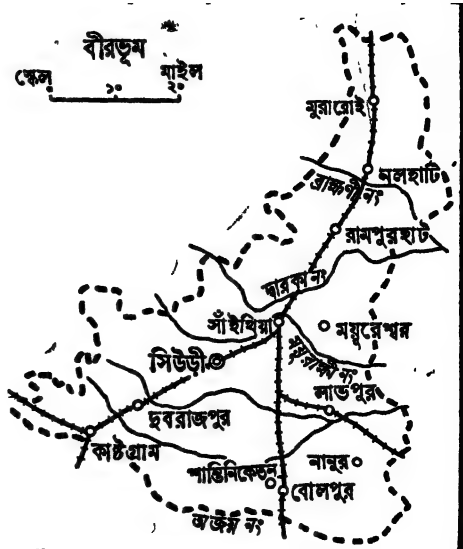 বীরভূম
স্কেল মাইল
১০ ২০
মুরারোই
নলহাটি
ব্রাহ্মণী নং
রামপুরহাট
দ্বারকা নং
সাঁইথিয়া
ময়ূরেশ্বর
ময়ূরাক্ষী নং
সিউড়ী
লাভপুর
দুবরাজপুর
কাষ্টগ্রাম
শান্তিনিকেতন
নানুর
বোলপুর
অজয় নং